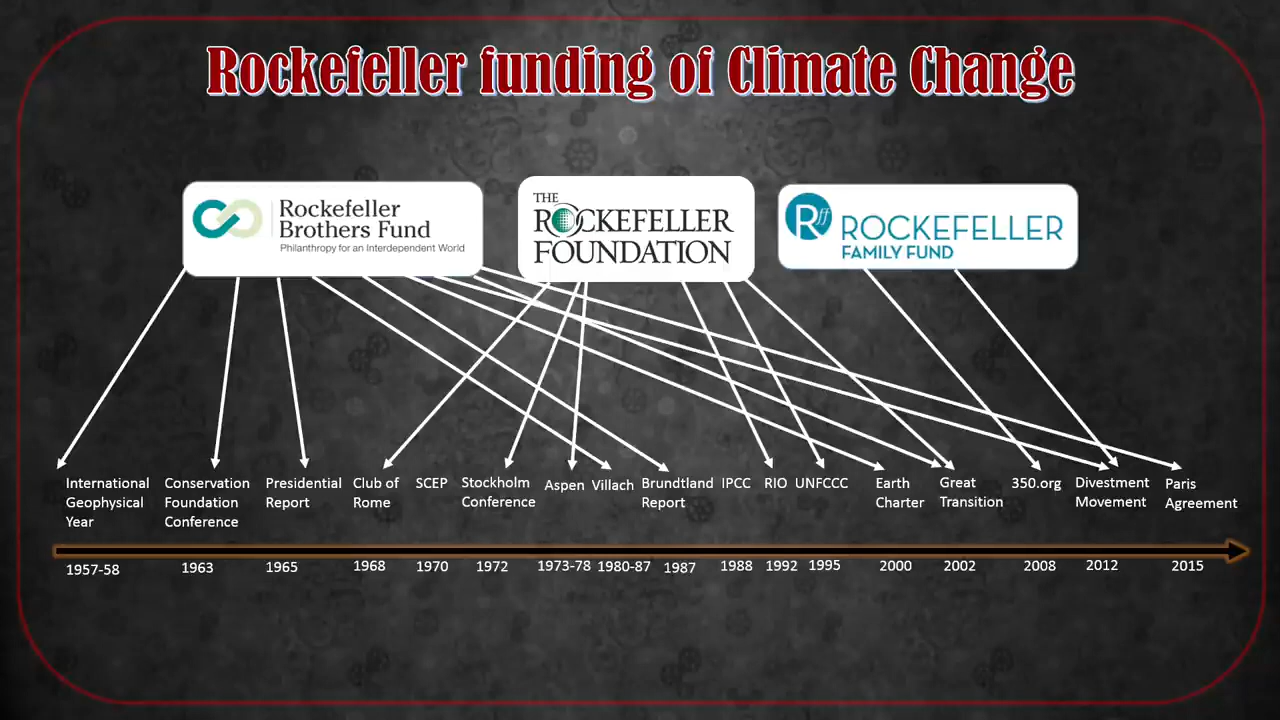 Rockefeller funding of Climate Change
Rockefeller
Brothers Fund
Philanthropy for an Interdependent World
THE
ROCKEFELLER
FOUNDATION
Rff
ROCKEFELLER
FAMILY FUND
International
Geophysical
Year
Conservation
Foundation
Conference
Presidential
Report
Club of
Rome
SCEP
Stockholm
Conference
Aspen
Villach
Brundtland
Report
IPCC
RIO
UNFCCC
Earth
Charter
Great
Transition
350.org
Divestment
Movement
Paris
Agreement
1957-58
1963
1965
1968
1970
1972
1973-78
1980-87
1987
1988
1992
1995
2000
2002
2008
2012
2015